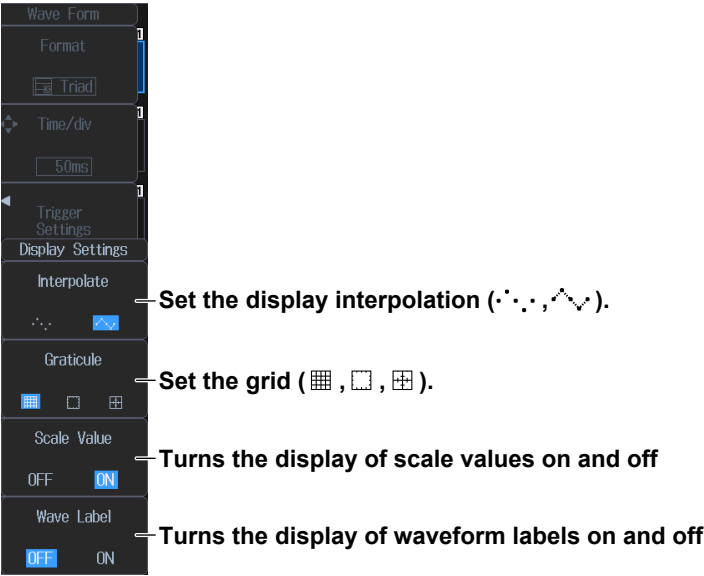 Wave Form
Format
Triad
Time/div
50ms
Trigger
Settings
Display Settings
Interpolate
Set the display interpolation ( , ).
Graticule
Set the grid ( , , ).
Scale Value
OFF ON
Turns the display of scale values on and off
Wave Label
OFF ON
Turns the display of waveform labels on and off